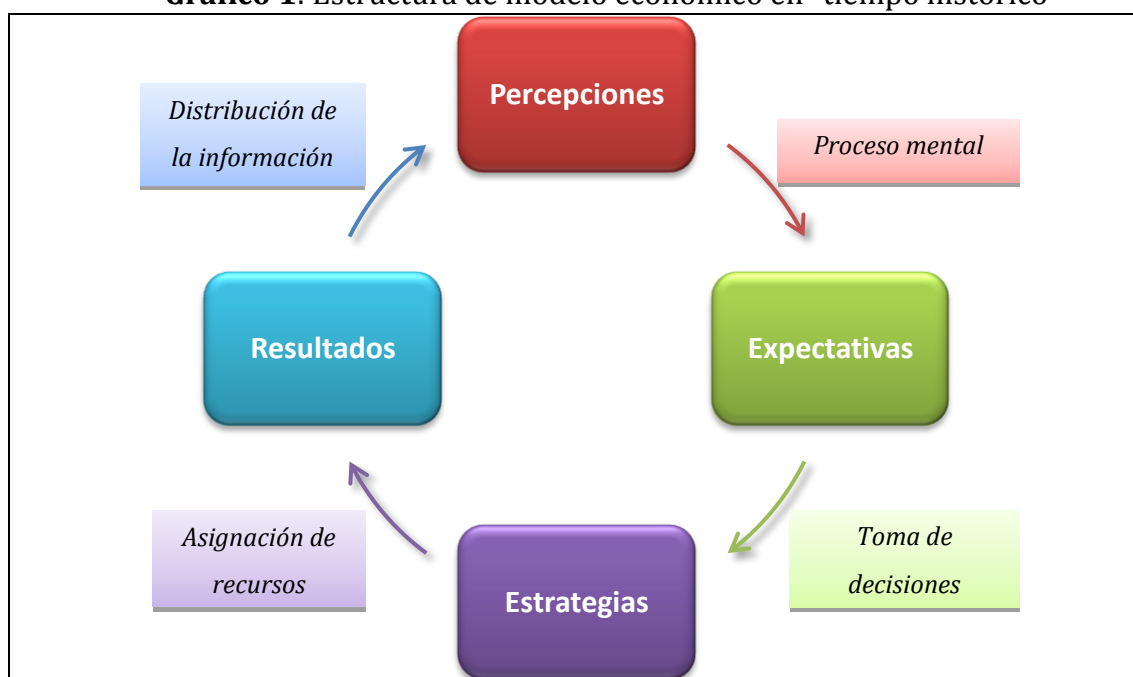 Gráfico 1. Estructura de modelo económico en "tiempo histórico"
Percepciones
Distribución de
la información
Proceso mental
Resultados
Expectativas
Asignación de
recursos
Toma de
decisiones
Estrategias